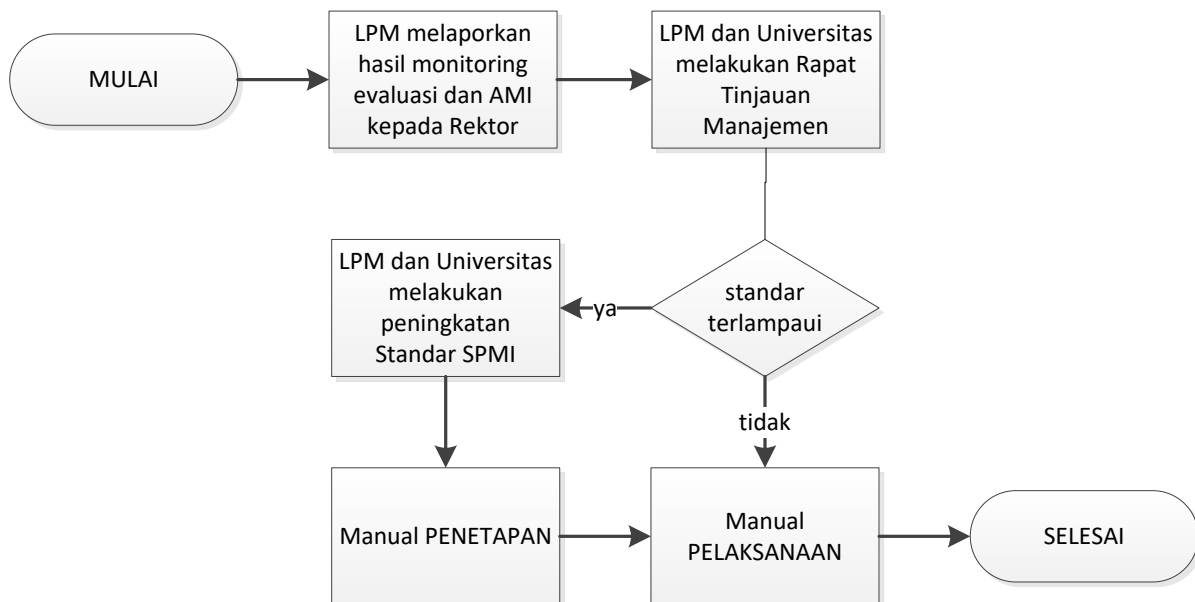 MULAI
LPM melaporkan
hasil monitoring
evaluasi dan AMI
kepada Rektor
LPM dan Universitas
melakukan Rapat
Tinjauan
Manajemen
standar
terlampaui
ya
LPM dan Universitas
melakukan
peningkatan
Standar SPMI
tidak
Manual PENETAPAN
Manual
PELAKSANAAN
SELESAI